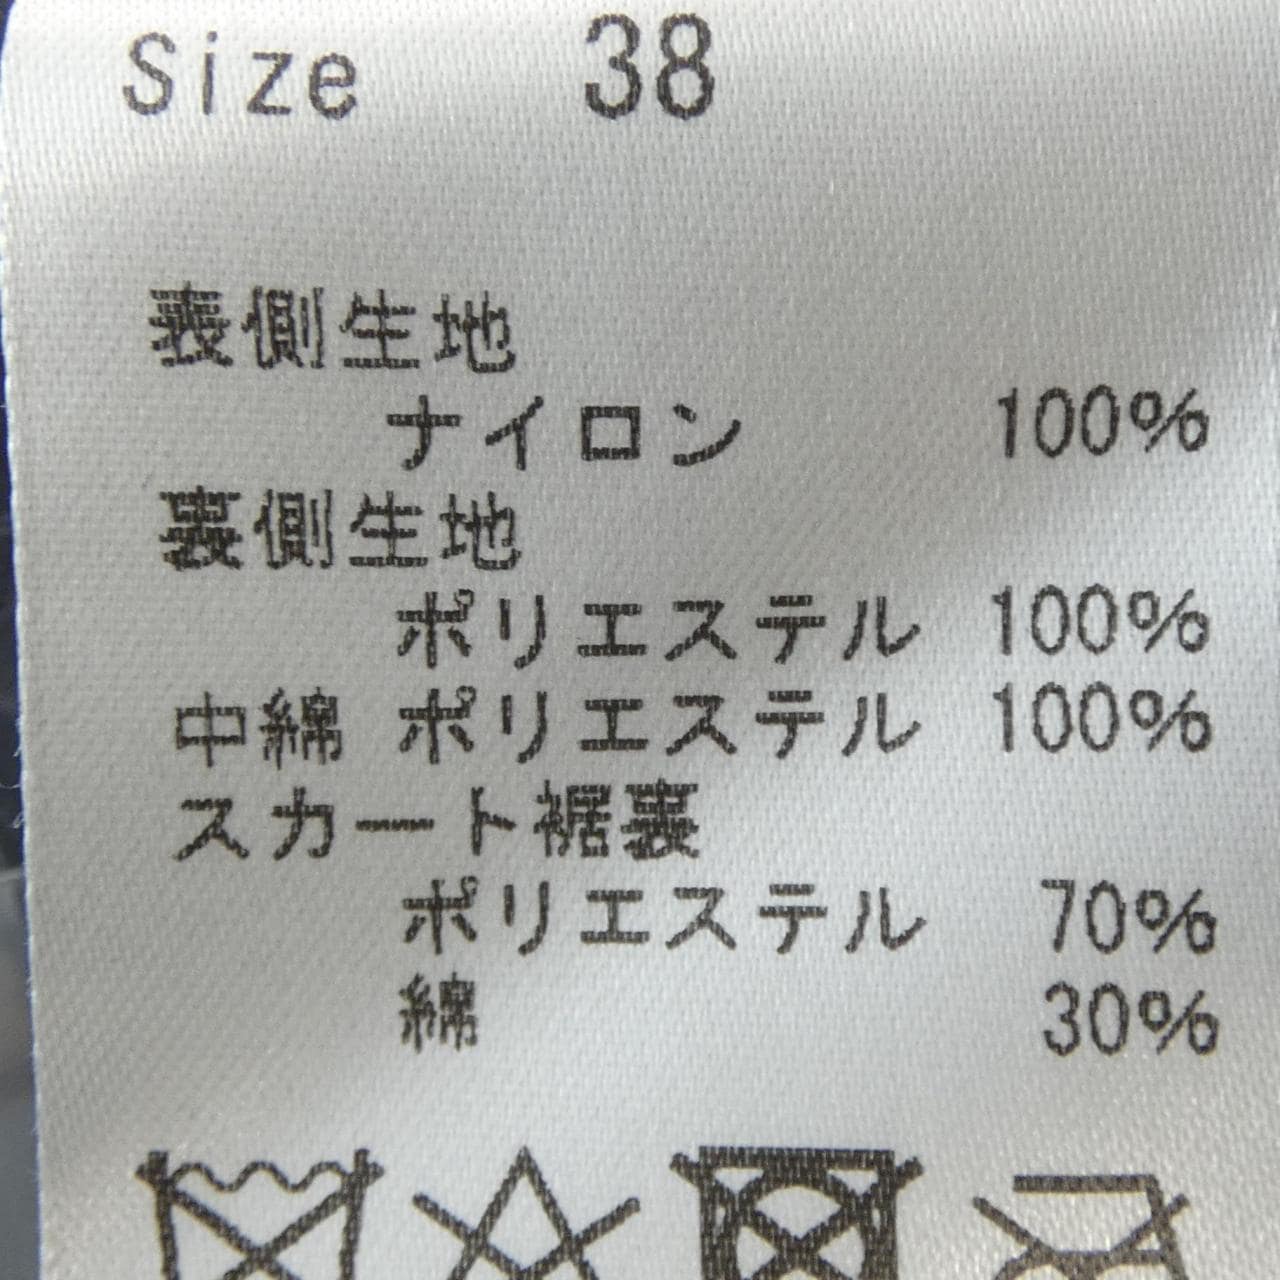 Size 38
表側生地
ナイロン 100%
裏側生地
ポリエステル 100%
中綿 ポリエステル 100%
スカート裾裏
ポリエステル 70%
綿 30%